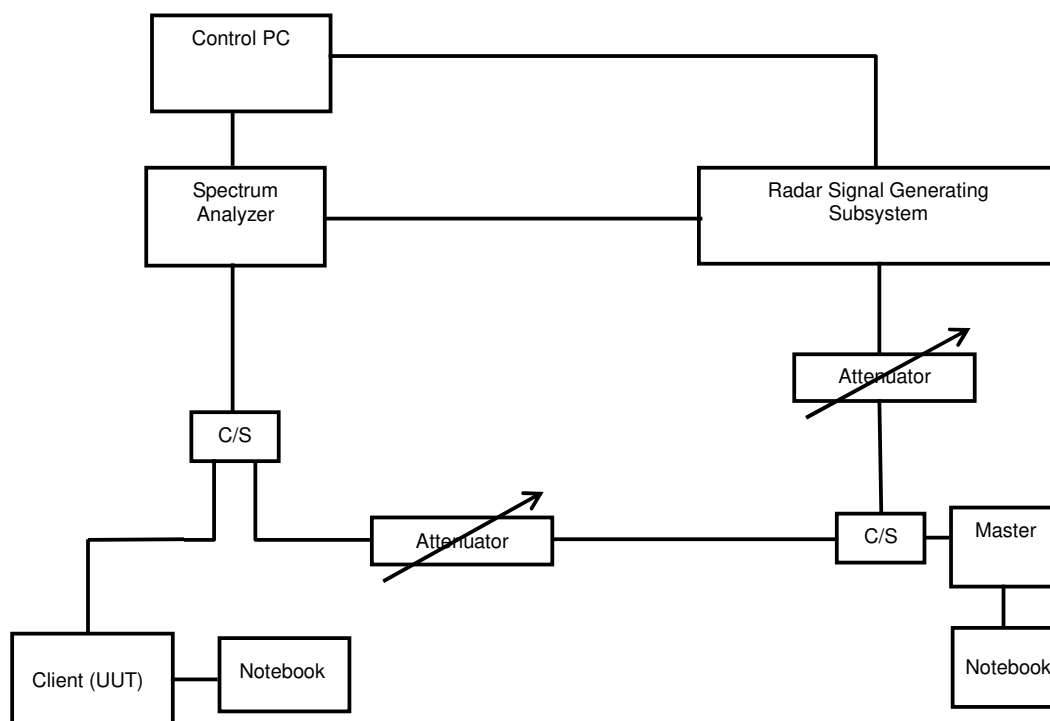 Control PC
Spectrum
Analyzer
Radar Signal Generating
Subsystem
Attenuator
C/S
Attenuator
C/S
Master
Client (UUT)
Notebook
Notebook